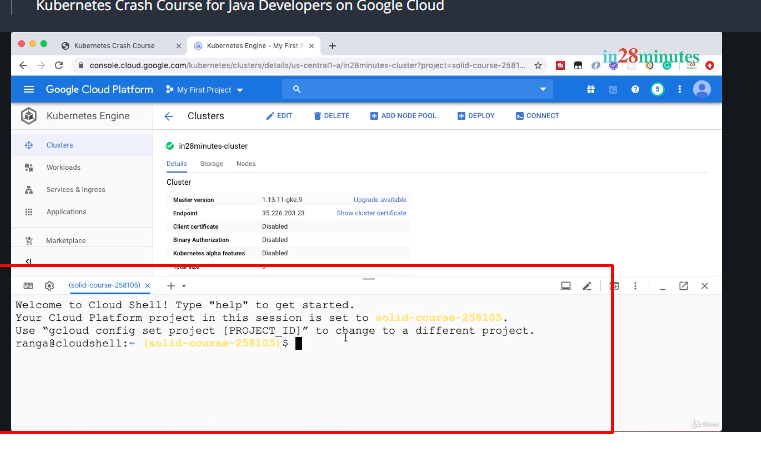 Kubernetes Crash Course for Java Developers on Google Cloud
Kubernetes Crash Course
Kubernetes Engine - My First P
in28minutes
console.cloud.google.com/kubernetes/clusters/details/us-central1-a/in28minutes-cluster?project=solid-course-2581...
Google Cloud Platform
My First Project
5
Kubernetes Engine
Clusters
EDIT
DELETE
ADD NODE POOL
DEPLOY
CONNECT
Clusters
Workloads
Services & Ingress
Applications
Marketplace
in28minutes-cluster
Details Storage Nodes
Cluster
Master version 1.13.11-gke.9 Upgrade available
Endpoint 35.226.203.23 Show cluster certificate
Client certificate Disabled
Binary Authorization Disabled
Kubernetes alpha features Disabled
Total size 3
(solid-course-258105)
Welcome to Cloud Shell! Type "help" to get started.
Your Cloud Platform project in this session is set to solid-course-258105.
Use “gcloud config set project [PROJECT_ID]” to change to a different project.
ranga@cloudshell:~ (solid-course-258105)$
Udemy